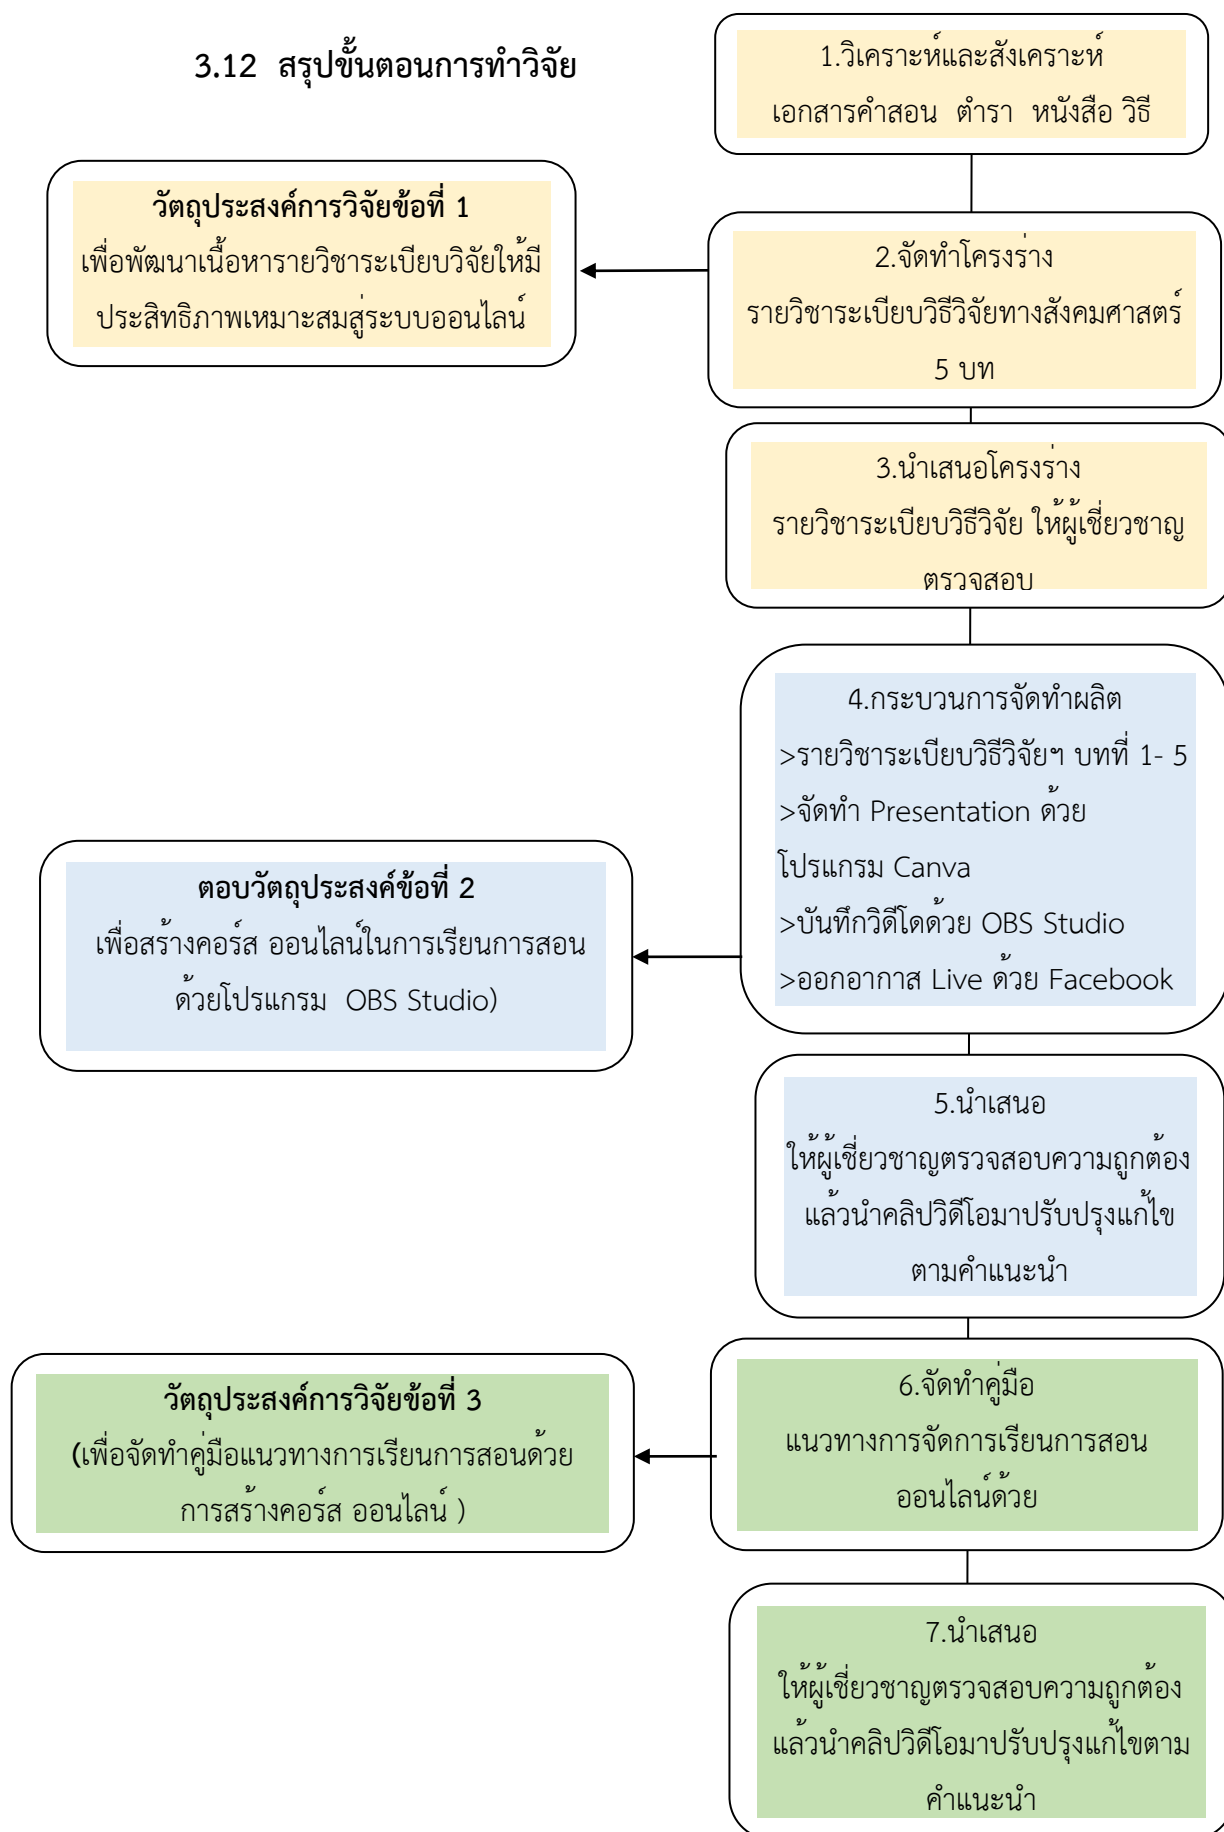 3.12 สรุปขั้นตอนการทำวิจัย
1.วิเคราะห์และสังเคราะห์
เอกสารคำสอน ตำรา หนังสือ วิธี
วัตถุประสงค์การวิจัยข้อที่ 1
เพื่อพัฒนาเนื้อหารายวิชาระเบียบวิจัยให้มี
ประสิทธิภาพเหมาะสมสู่ระบบออนไลน์
2.จัดทำโครงร่าง
รายวิชาระเบียบวิธีวิจัยทางสังคมศาสตร์
5 บท
3.นำเสนอโครงร่าง
รายวิชาระเบียบวิธีวิจัย ให้ผู้เชี่ยวชาญ
ตรวจสอบ
4.กระบวนการจัดทำผลิต
>รายวิชาระเบียบวิธีวิจัยฯ บทที่ 1- 5
>จัดทำ Presentation ด้วย
โปรแกรม Canva
>บันทึกวิดีโดด้วย OBS Studio
>ออกอากาส Live ด้วย Facebook
ตอบวัตถุประสงค์ข้อที่ 2
เพื่อสร้างคอร์ส ออนไลน์ในการเรียนการสอน
ด้วยโปรแกรม OBS Studio)
5.นำเสนอ
ให้ผู้เชี่ยวชาญตรวจสอบความถูกต้อง
แล้วนำคลิปวิดีโอมาปรับปรุงแก้ไข
ตามคำแนะนำ
วัตถุประสงค์การวิจัยข้อที่ 3
(เพื่อจัดทำคู่มือแนวทางการเรียนการสอนด้วย
การสร้างคอร์ส ออนไลน์ )
6.จัดทำคู่มือ
แนวทางการจัดการเรียนการสอน
ออนไลน์ด้วย
7.นำเสนอ
ให้ผู้เชี่ยวชาญตรวจสอบความถูกต้อง
แล้วนำคลิปวิดีโอมาปรับปรุงแก้ไขตาม
คำแนะนำ